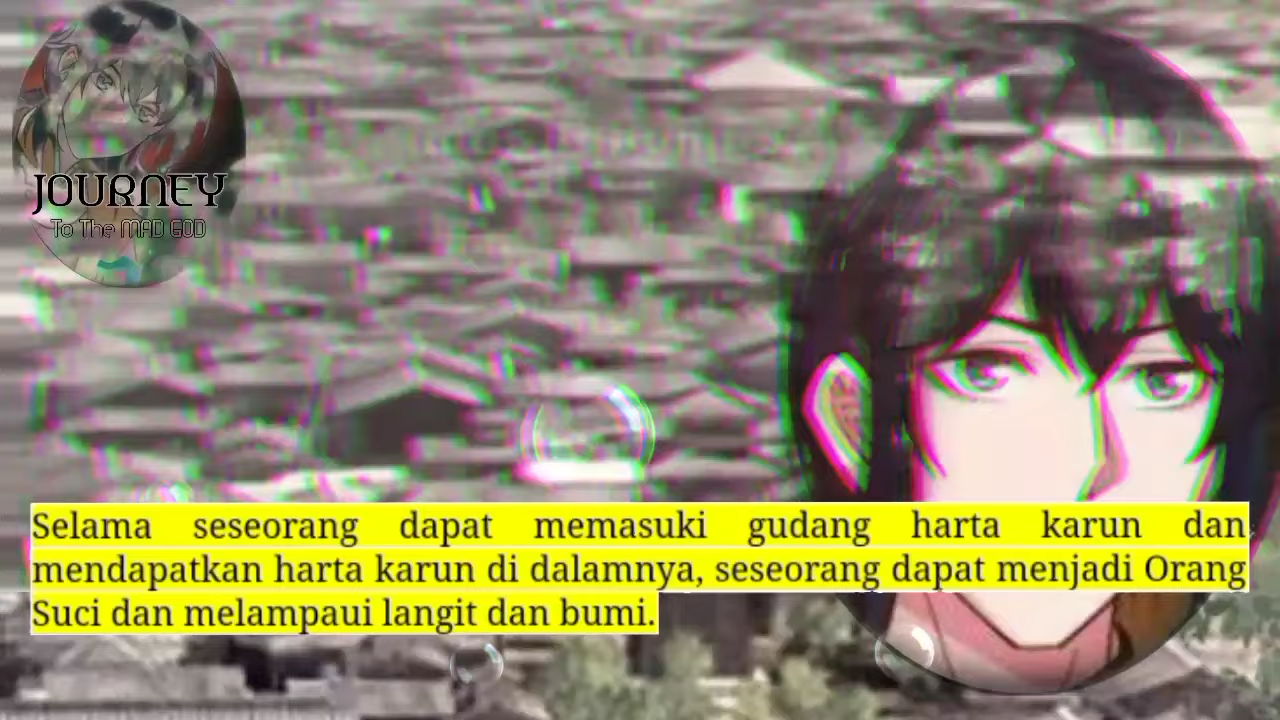 JOURNEY
To The MAD GOD
Selama seseorang dapat memasuki gudang harta karun dan
mendapatkan harta karun di dalamnya, seseorang dapat menjadi Orang
Suci dan melampaui langit dan bumi.